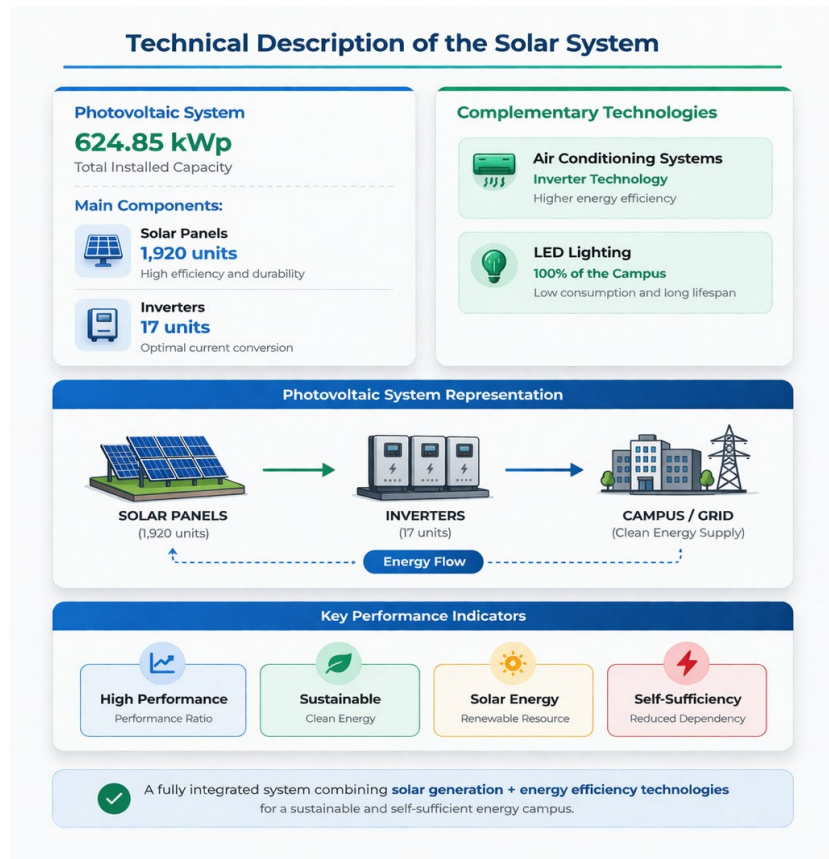 Technical Description of the Solar System
Photovoltaic System
624.85 kWp
Total Installed Capacity
Main Components:
Solar Panels
1,920 units
High efficiency and durability
Inverters
17 units
Optimal current conversion
Complementary Technologies
Air Conditioning Systems
Inverter Technology
Higher energy efficiency
LED Lighting
100% of the Campus
Low consumption and long lifespan
Photovoltaic System Representation
SOLAR PANELS
(1,920 units)
INVERTERS
(17 units)
CAMPUS / GRID
(Clean Energy Supply)
Energy Flow
Key Performance Indicators
High Performance
Performance Ratio
Sustainable
Clean Energy
Solar Energy
Renewable Resource
Self-Sufficiency
Reduced Dependency
A fully integrated system combining solar generation + energy efficiency technologies
for a sustainable and self-sufficient energy campus.